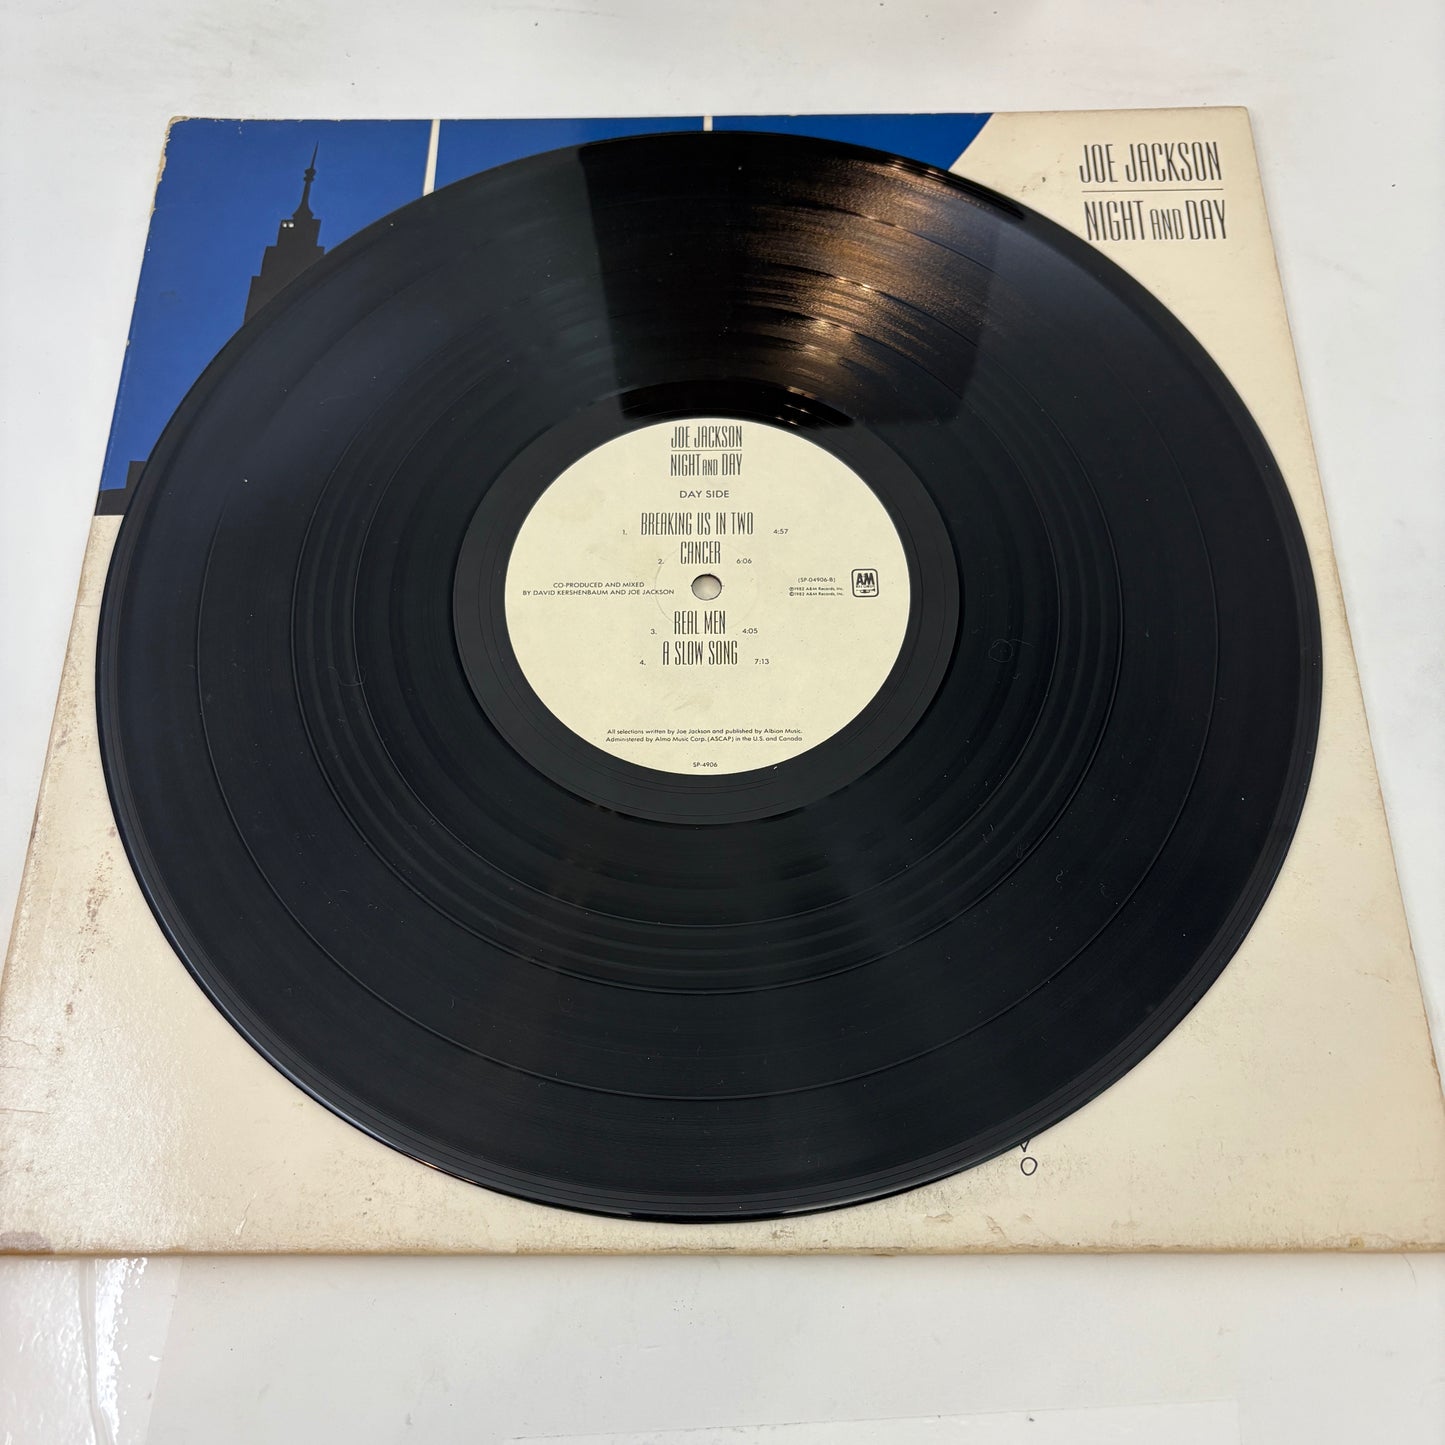 JOE JACKSON
NIGHT AND DAY
JOE JACKSON
NIGHT AND DAY
DAY SIDE
1. BREAKING US IN TWO 4:57
2. CANCER 6:06
CO-PRODUCED AND MIXED
BY DAVID KERSHENBAUM AND JOE JACKSON
(SP-04906-B)
℗1982 A&M Records, Inc.
©1982 A&M Records, Inc.
A&M
RECORDS
3. REAL MEN 4:05
4. A SLOW SONG 7:13
All selections written by Joe Jackson and published by Albion Music.
Administered by Almo Music Corp. (ASCAP) in the U.S. and Canada
SP-4906